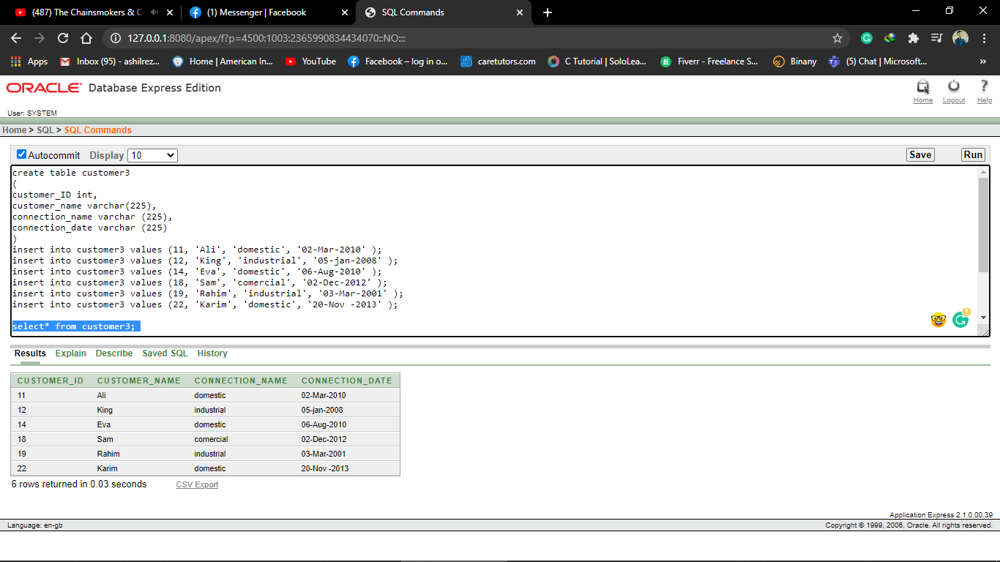 (487) The Chainsmokers & C
(1) Messenger | Facebook
SQL Commands
127.0.0.1:8080/apex/f?p=4500:1003:2365990834434070::NO:::
Apps
Inbox (95) - ashilrez...
Home | American In...
YouTube
Facebook – log in o...
caretutors.com
C Tutorial | SoloLea...
Fiverr - Freelance S...
Binany
(5) Chat | Microsoft...
»
ORACLE Database Express Edition
Home
Logout
Help
User: SYSTEM
Home > SQL > SQL Commands
Autocommit Display 10
Save
Run
create table customer3
(
customer_ID int,
customer_name varchar(225),
connection_name varchar (225),
connection_date varchar (225)
)
insert into customer3 values (11, 'Ali', 'domestic', '02-Mar-2010' );
insert into customer3 values (12, 'King', 'industrial', '05-jan-2008' );
insert into customer3 values (14, 'Eva', 'domestic', '06-Aug-2010' );
insert into customer3 values (18, 'Sam', 'comercial', '02-Dec-2012' );
insert into customer3 values (19, 'Rahim', 'industrial', '03-Mar-2001' );
insert into customer3 values (22, 'Karim', 'domestic', '20-Nov -2013' );
select* from customer3;
Results Explain Describe Saved SQL History
CUSTOMER_ID CUSTOMER_NAME CONNECTION_NAME CONNECTION_DATE
11 Ali domestic 02-Mar-2010
12 King industrial 05-jan-2008
14 Eva domestic 06-Aug-2010
18 Sam comercial 02-Dec-2012
19 Rahim industrial 03-Mar-2001
22 Karim domestic 20-Nov -2013
6 rows returned in 0.03 seconds
CSV Export
Application Express 2.1.0.00.39
Language: en-gb
Copyright © 1999, 2006, Oracle. All rights reserved.